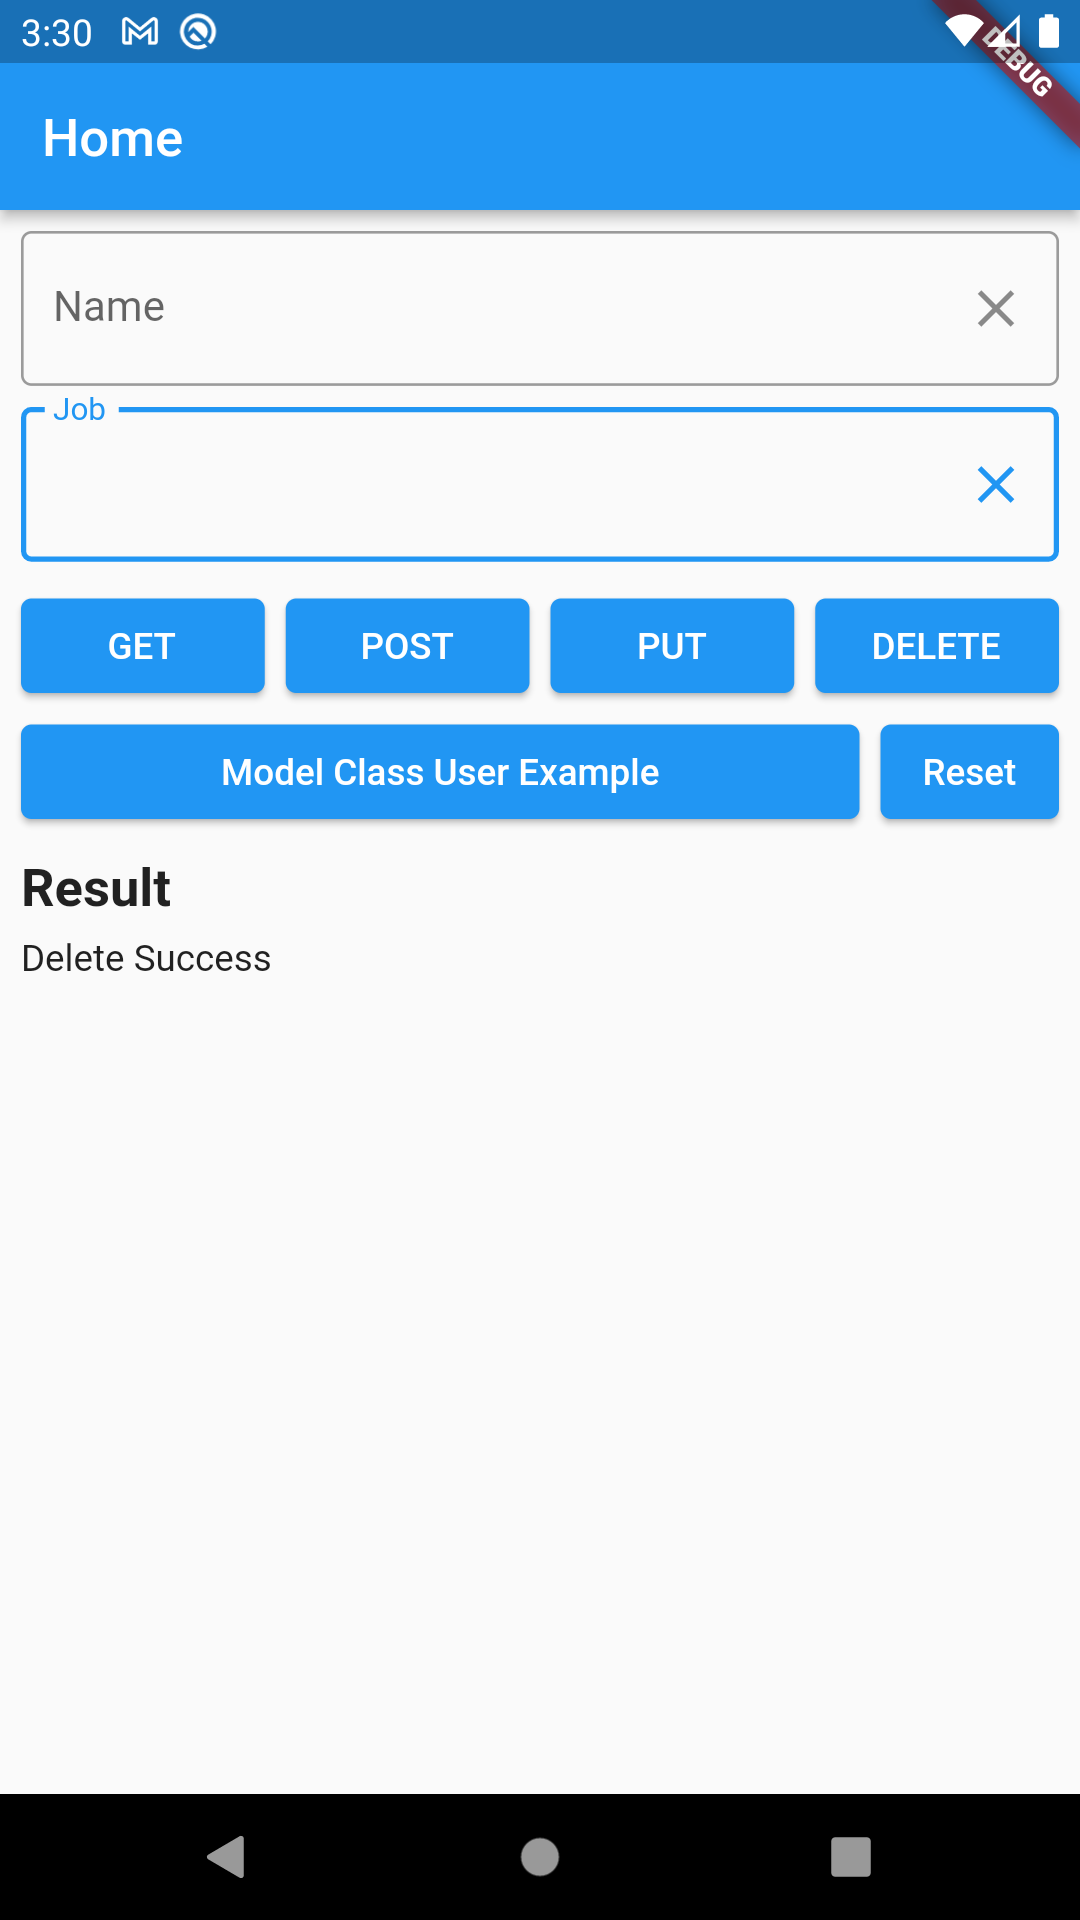 3:30
DEBUG
Home
Name
Job
GET POST PUT DELETE
Model Class User Example Reset
Result
Delete Success